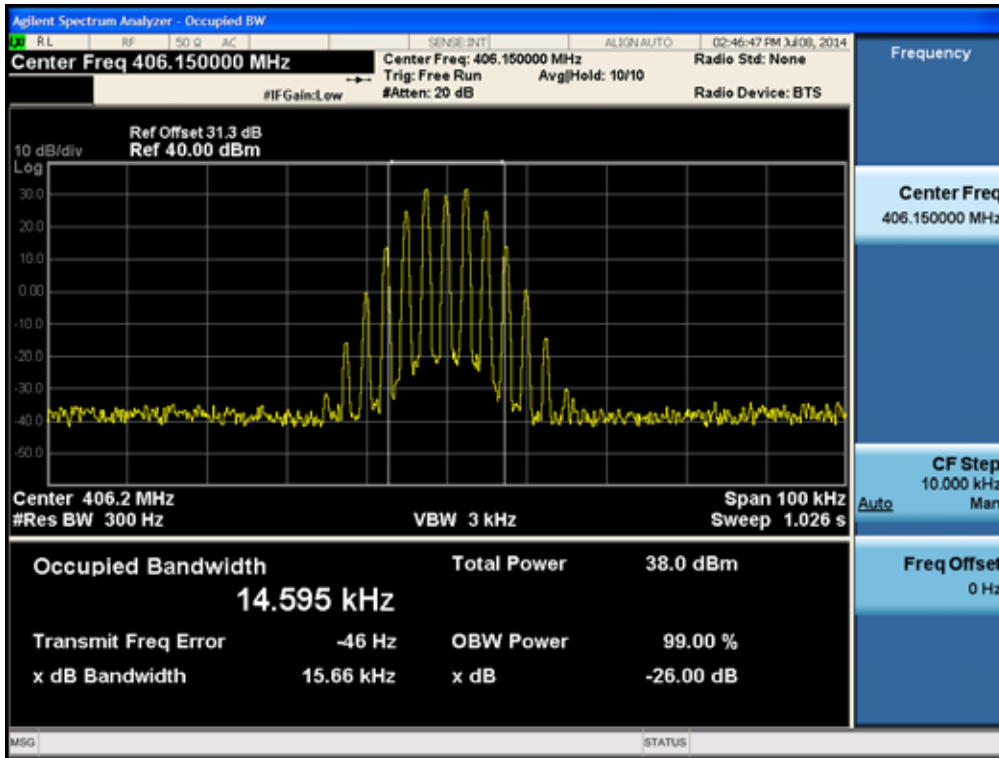 Agilent Spectrum Analyzer - Occupied BW
RL RF 50 Ω AC SENSE:INT ALIGN AUTO 02:46:47 PM Jul 08, 2014
Center Freq 406.150000 MHz
Center Freq: 406.150000 MHz
Radio Std: None
Trig: Free Run Avg|Hold: 10/10
#IFGain:Low
#Atten: 20 dB
Radio Device: BTS
Ref Offset 31.3 dB
10 dB/div Ref 40.00 dBm
Log
30.0
20.0
10.0
0.00
-10.0
-20.0
-30.0
-40.0
-50.0
Center 406.2 MHz Span 100 kHz
#Res BW 300 Hz VBW 3 kHz Sweep 1.026 s
Occupied Bandwidth Total Power 38.0 dBm
14.595 kHz
Transmit Freq Error -46 Hz OBW Power 99.00 %
x dB Bandwidth 15.66 kHz x dB -26.00 dB
MSG STATUS
Frequency
Center Freq
406.150000 MHz
CF Step
10.000 kHz
Auto Man
Freq Offset
0 Hz